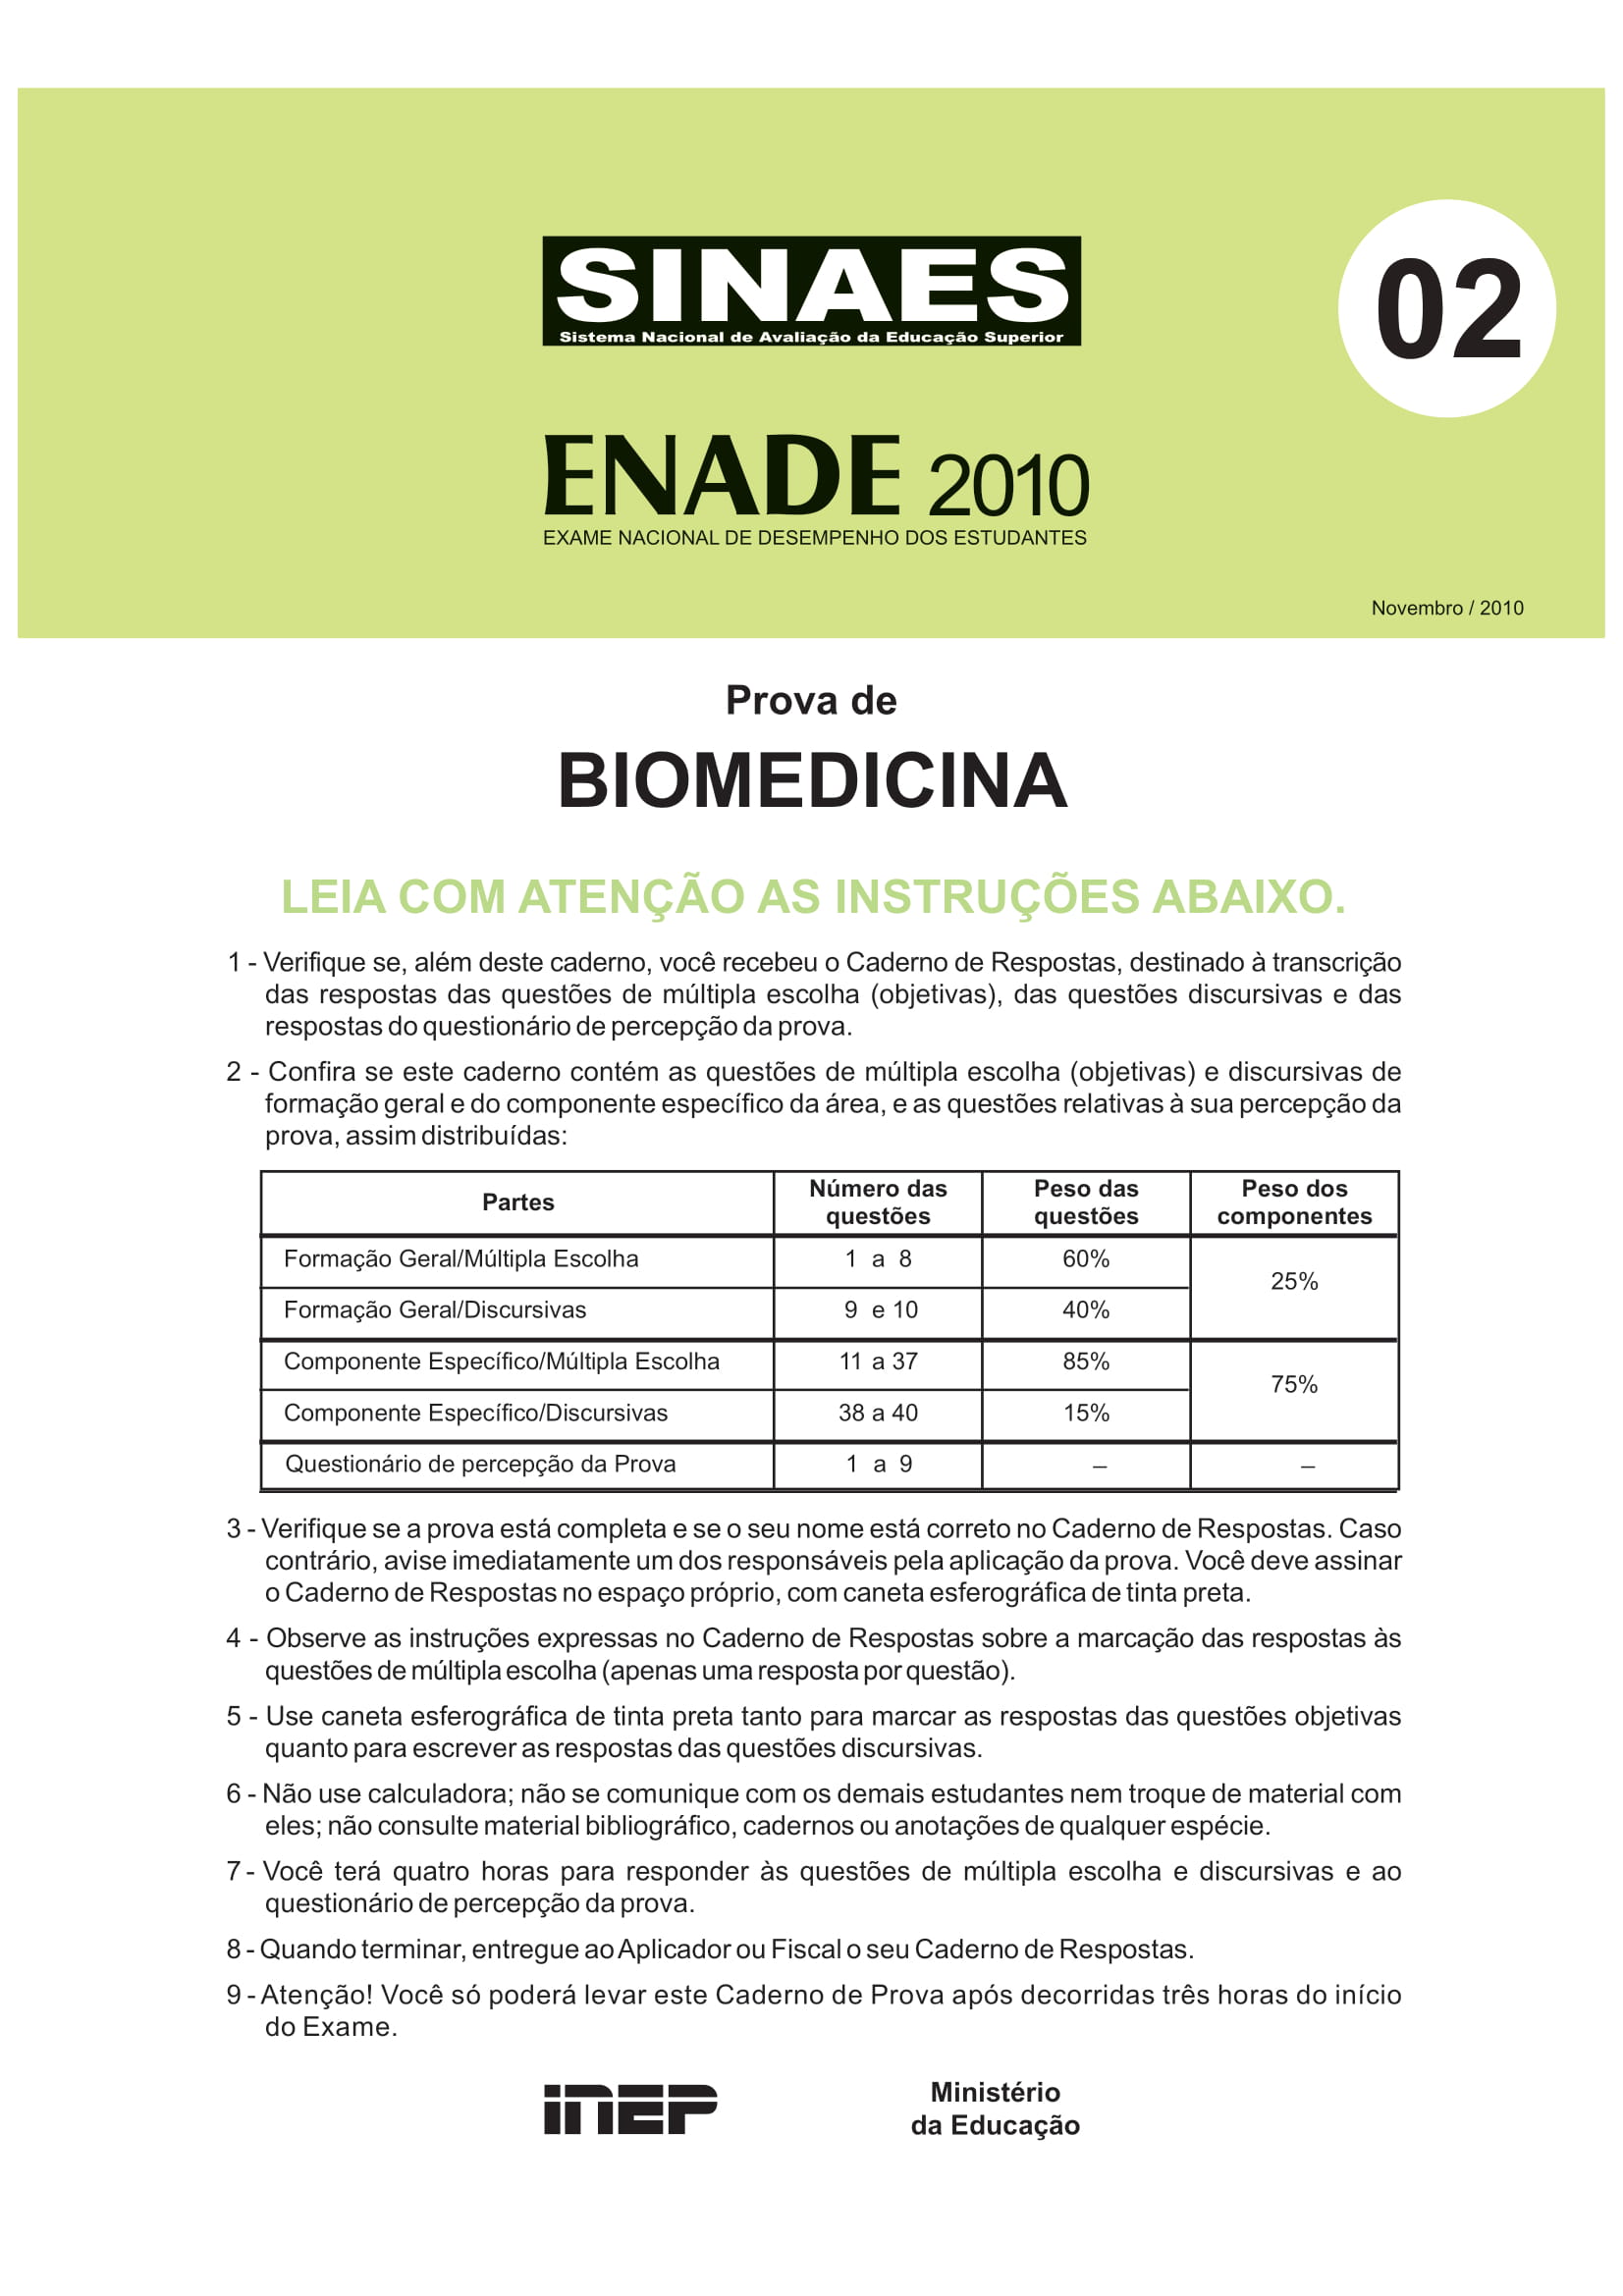 SINAES
Sistema Nacional de Avaliação da Educação Superior
02
ENADE 2010
EXAME NACIONAL DE DESEMPENHO DOS ESTUDANTES
Novembro / 2010
Prova de
BIOMEDICINA
LEIA COM ATENÇÃO AS INSTRUÇÕES ABAIXO.
1 - Verifique se, além deste caderno, você recebeu o Caderno de Respostas, destinado à transcrição
das respostas das questões de múltipla escolha (objetivas), das questões discursivas e das
respostas do questionário de percepção da prova.
2 - Confira se este caderno contém as questões de múltipla escolha (objetivas) e discursivas de
formação geral e do componente específico da área, e as questões relativas à sua percepção da
prova, assim distribuídas:
Partes | Número das questões | Peso das questões | Peso dos componentes
Formação Geral/Múltipla Escolha | 1 a 8 | 60% | 25%
Formação Geral/Discursivas | 9 e 10 | 40%
Componente Específico/Múltipla Escolha | 11 a 37 | 85% | 75%
Componente Específico/Discursivas | 38 a 40 | 15%
Questionário de percepção da Prova | 1 a 9 | – | –
3 - Verifique se a prova está completa e se o seu nome está correto no Caderno de Respostas. Caso
contrário, avise imediatamente um dos responsáveis pela aplicação da prova. Você deve assinar
o Caderno de Respostas no espaço próprio, com caneta esferográfica de tinta preta.
4 - Observe as instruções expressas no Caderno de Respostas sobre a marcação das respostas às
questões de múltipla escolha (apenas uma resposta por questão).
5 - Use caneta esferográfica de tinta preta tanto para marcar as respostas das questões objetivas
quanto para escrever as respostas das questões discursivas.
6 - Não use calculadora; não se comunique com os demais estudantes nem troque de material com
eles; não consulte material bibliográfico, cadernos ou anotações de qualquer espécie.
7 - Você terá quatro horas para responder às questões de múltipla escolha e discursivas e ao
questionário de percepção da prova.
8 - Quando terminar, entregue ao Aplicador ou Fiscal o seu Caderno de Respostas.
9 - Atenção! Você só poderá levar este Caderno de Prova após decorridas três horas do início
do Exame.
INEP
Ministério
da Educação